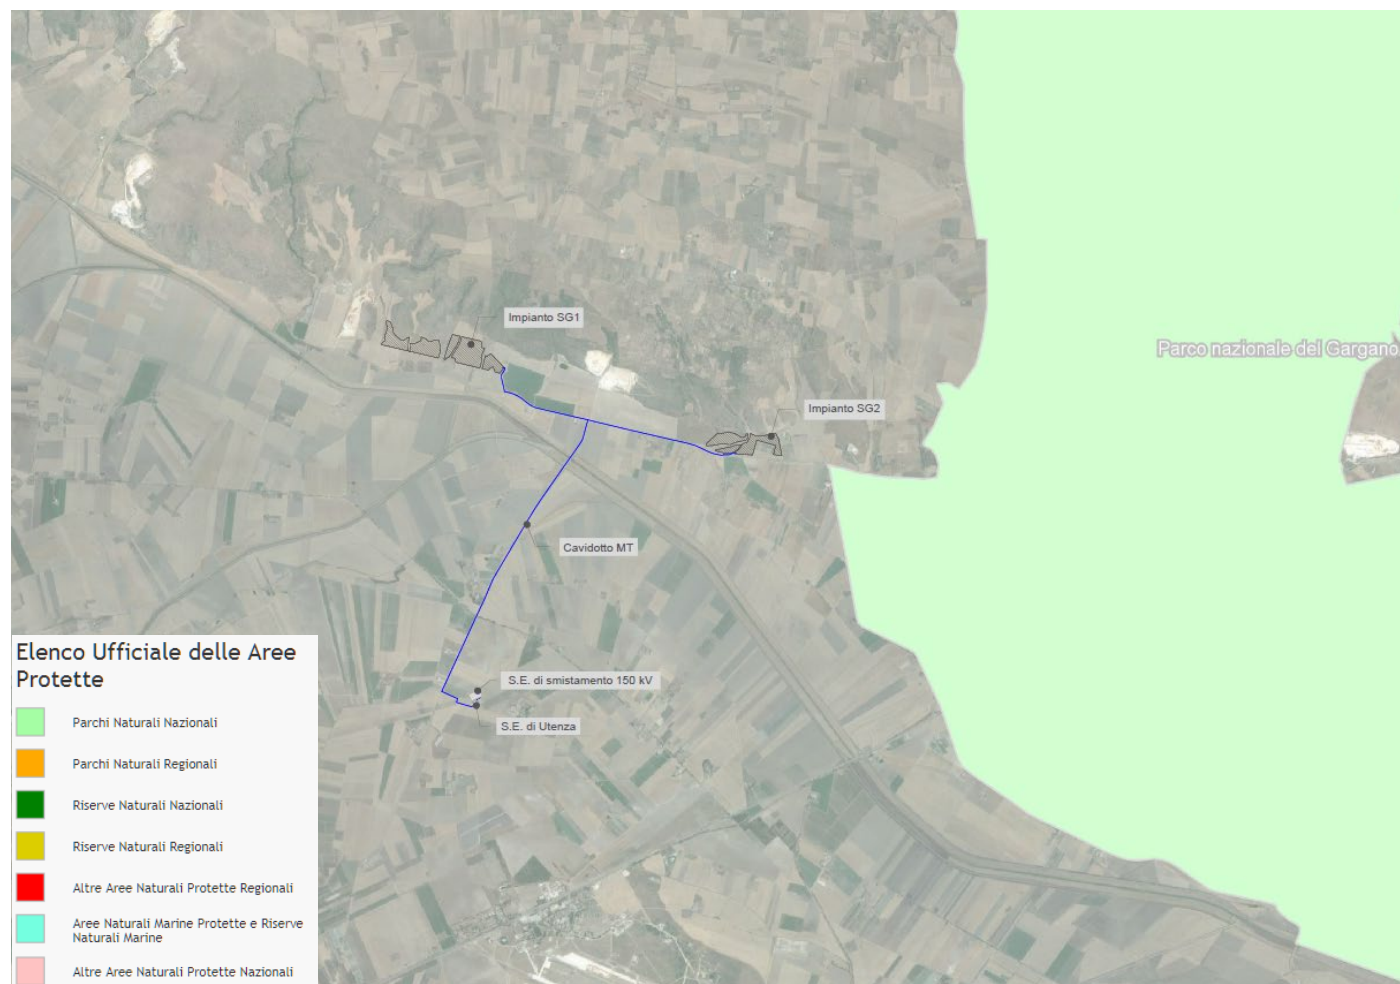 Impianto SG1
Parco nazionale del Gargano
Impianto SG2
Cavidotto MT
S.E. di smistamento 150 kV
S.E. di Utenza
Elenco Ufficiale delle Aree
Protette
Parchi Naturali Nazionali
Parchi Naturali Regionali
Riserve Naturali Nazionali
Riserve Naturali Regionali
Altre Aree Naturali Protette Regionali
Aree Naturali Marine Protette e Riserve
Naturali Marine
Altre Aree Naturali Protette Nazionali